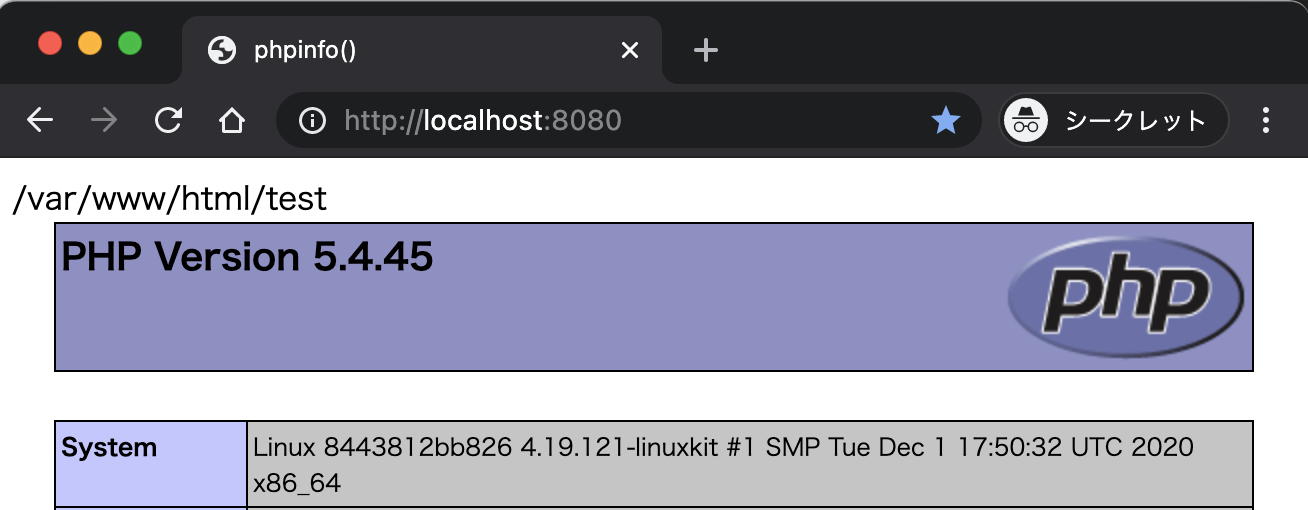 phpinfo()
http://localhost:8080
シークレット
/var/www/html/test
PHP Version 5.4.45
php
System
Linux 8443812bb826 4.19.121-linuxkit #1 SMP Tue Dec 1 17:50:32 UTC 2020
x86_64